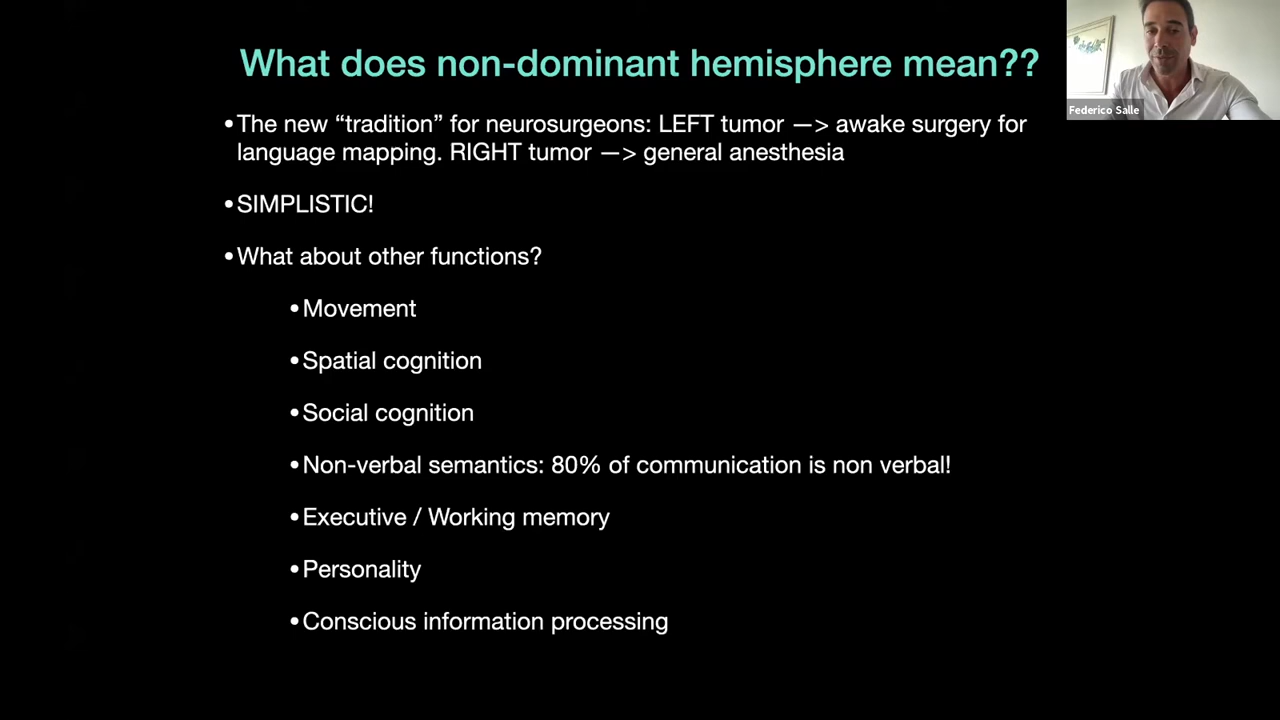 What does non-dominant hemisphere mean??
•The new “tradition” for neurosurgeons: LEFT tumor —> awake surgery for
language mapping. RIGHT tumor —> general anesthesia
•SIMPLISTIC!
•What about other functions?
•Movement
•Spatial cognition
•Social cognition
•Non-verbal semantics: 80% of communication is non verbal!
•Executive / Working memory
•Personality
•Conscious information processing
Federico Salle